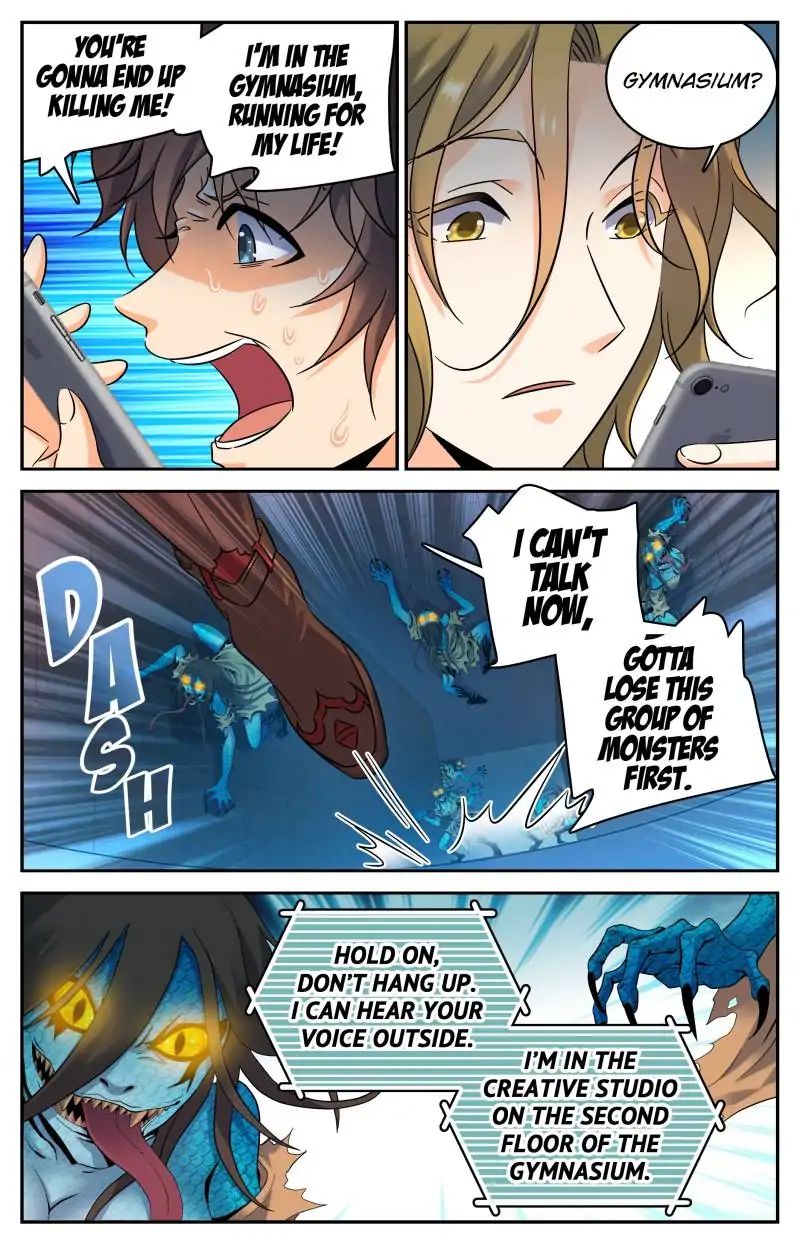 YOU'RE
GONNA END UP
KILLING ME!
I'M IN THE
GYMNASIUM,
RUNNING FOR
MY LIFE!
GYMNASIUM?
DASH
I CAN'T
TALK
NOW,
GOTTA
LOSE THIS
GROUP OF
MONSTERS
FIRST.
HOLD ON,
DON'T HANG UP.
I CAN HEAR YOUR
VOICE OUTSIDE.
I'M IN THE
CREATIVE STUDIO
ON THE SECOND
FLOOR OF THE
GYMNASIUM.